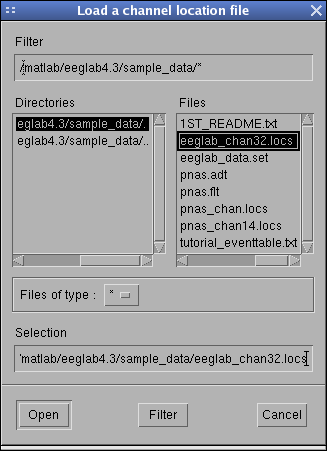 Load a channel location file
Filter
/matlab/eeglab4.3/sample_data/*
Directories
eglab4.3/sample_data/.
eglab4.3/sample_data/..
Files
1ST_README.txt
eeglab_chan32.locs
eeglab_data.set
pnas.adt
pnas.flt
pnas_chan.locs
pnas_chan14.locs
tutorial_eventtable.txt
Files of type : *
Selection
'matlab/eeglab4.3/sample_data/eeglab_chan32.locs
Open Filter Cancel